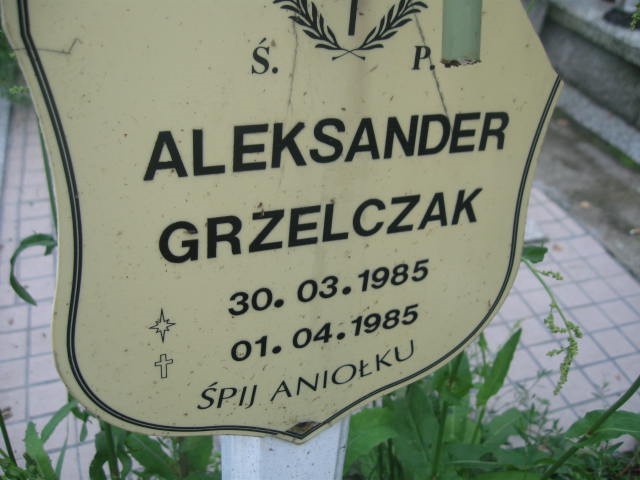 Ś. P.
ALEKSANDER
GRZELCZAK
30. 03. 1985
01. 04. 1985
ŚPIJ ANIOŁKU